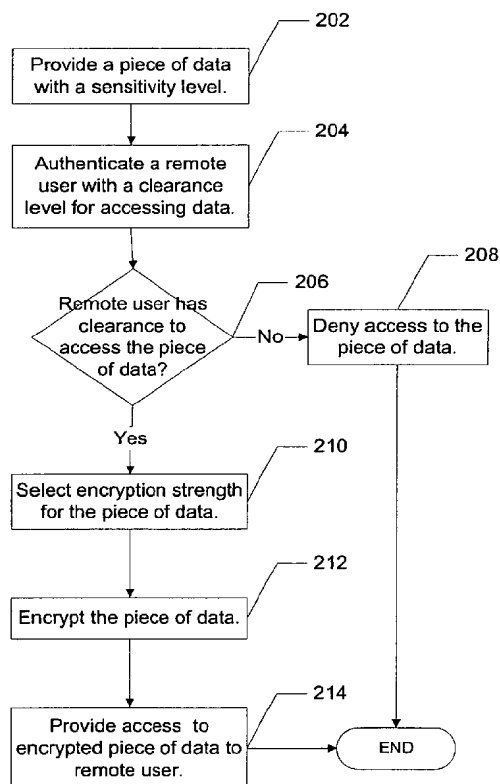 202
Provide a piece of data
with a sensitivity level.
204
Authenticate a remote
user with a clearance
level for accessing data.
206
Remote user has
clearance to
access the piece
of data?
No
208
Deny access to the
piece of data.
Yes
210
Select encryption strength
for the piece of data.
212
Encrypt the piece of data.
214
Provide access to
encrypted piece of data to
remote user.
END